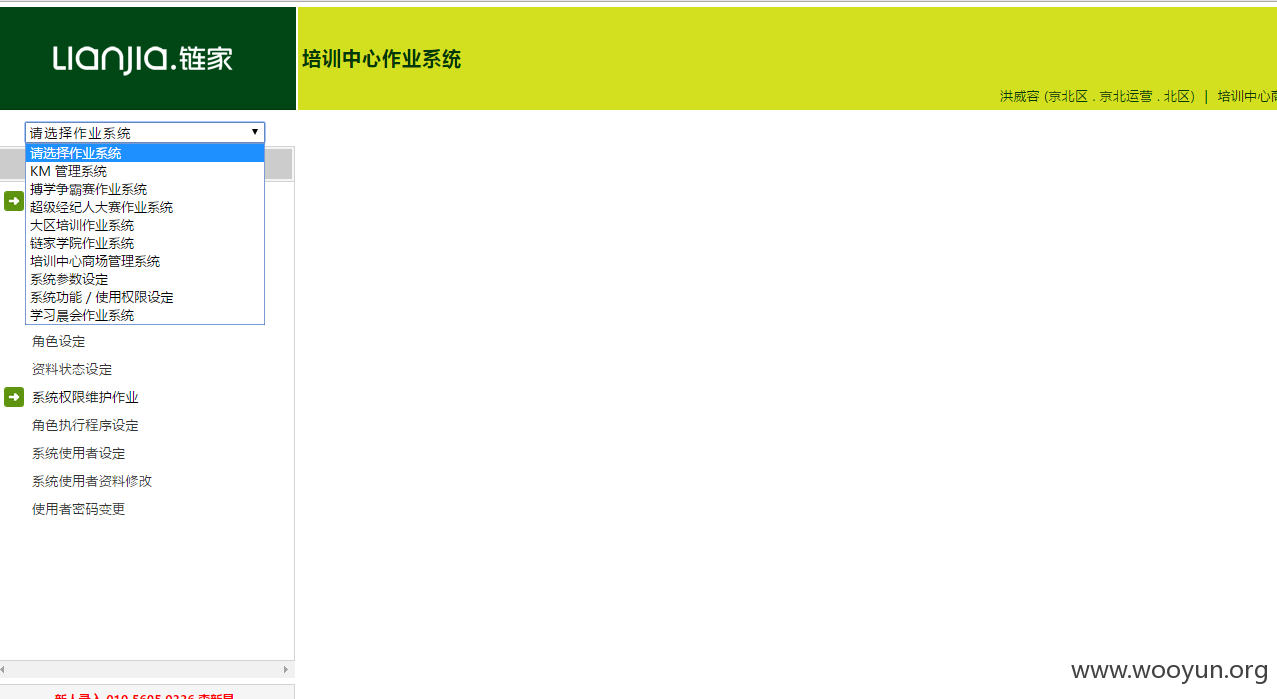 LIANJIA.链家
培训中心作业系统
洪威容 (京北区 . 京北运营 . 北区) | 培训中心商
请选择作业系统
请选择作业系统
KM 管理系统
搏学争霸赛作业系统
超级经纪人大赛作业系统
大区培训作业系统
链家学院作业系统
培训中心商场管理系统
系统参数设定
系统功能 / 使用权限设定
学习晨会作业系统
角色设定
资料状态设定
系统权限维护作业
角色执行程序设定
系统使用者设定
系统使用者资料修改
使用者密码变更
www.wooyun.org